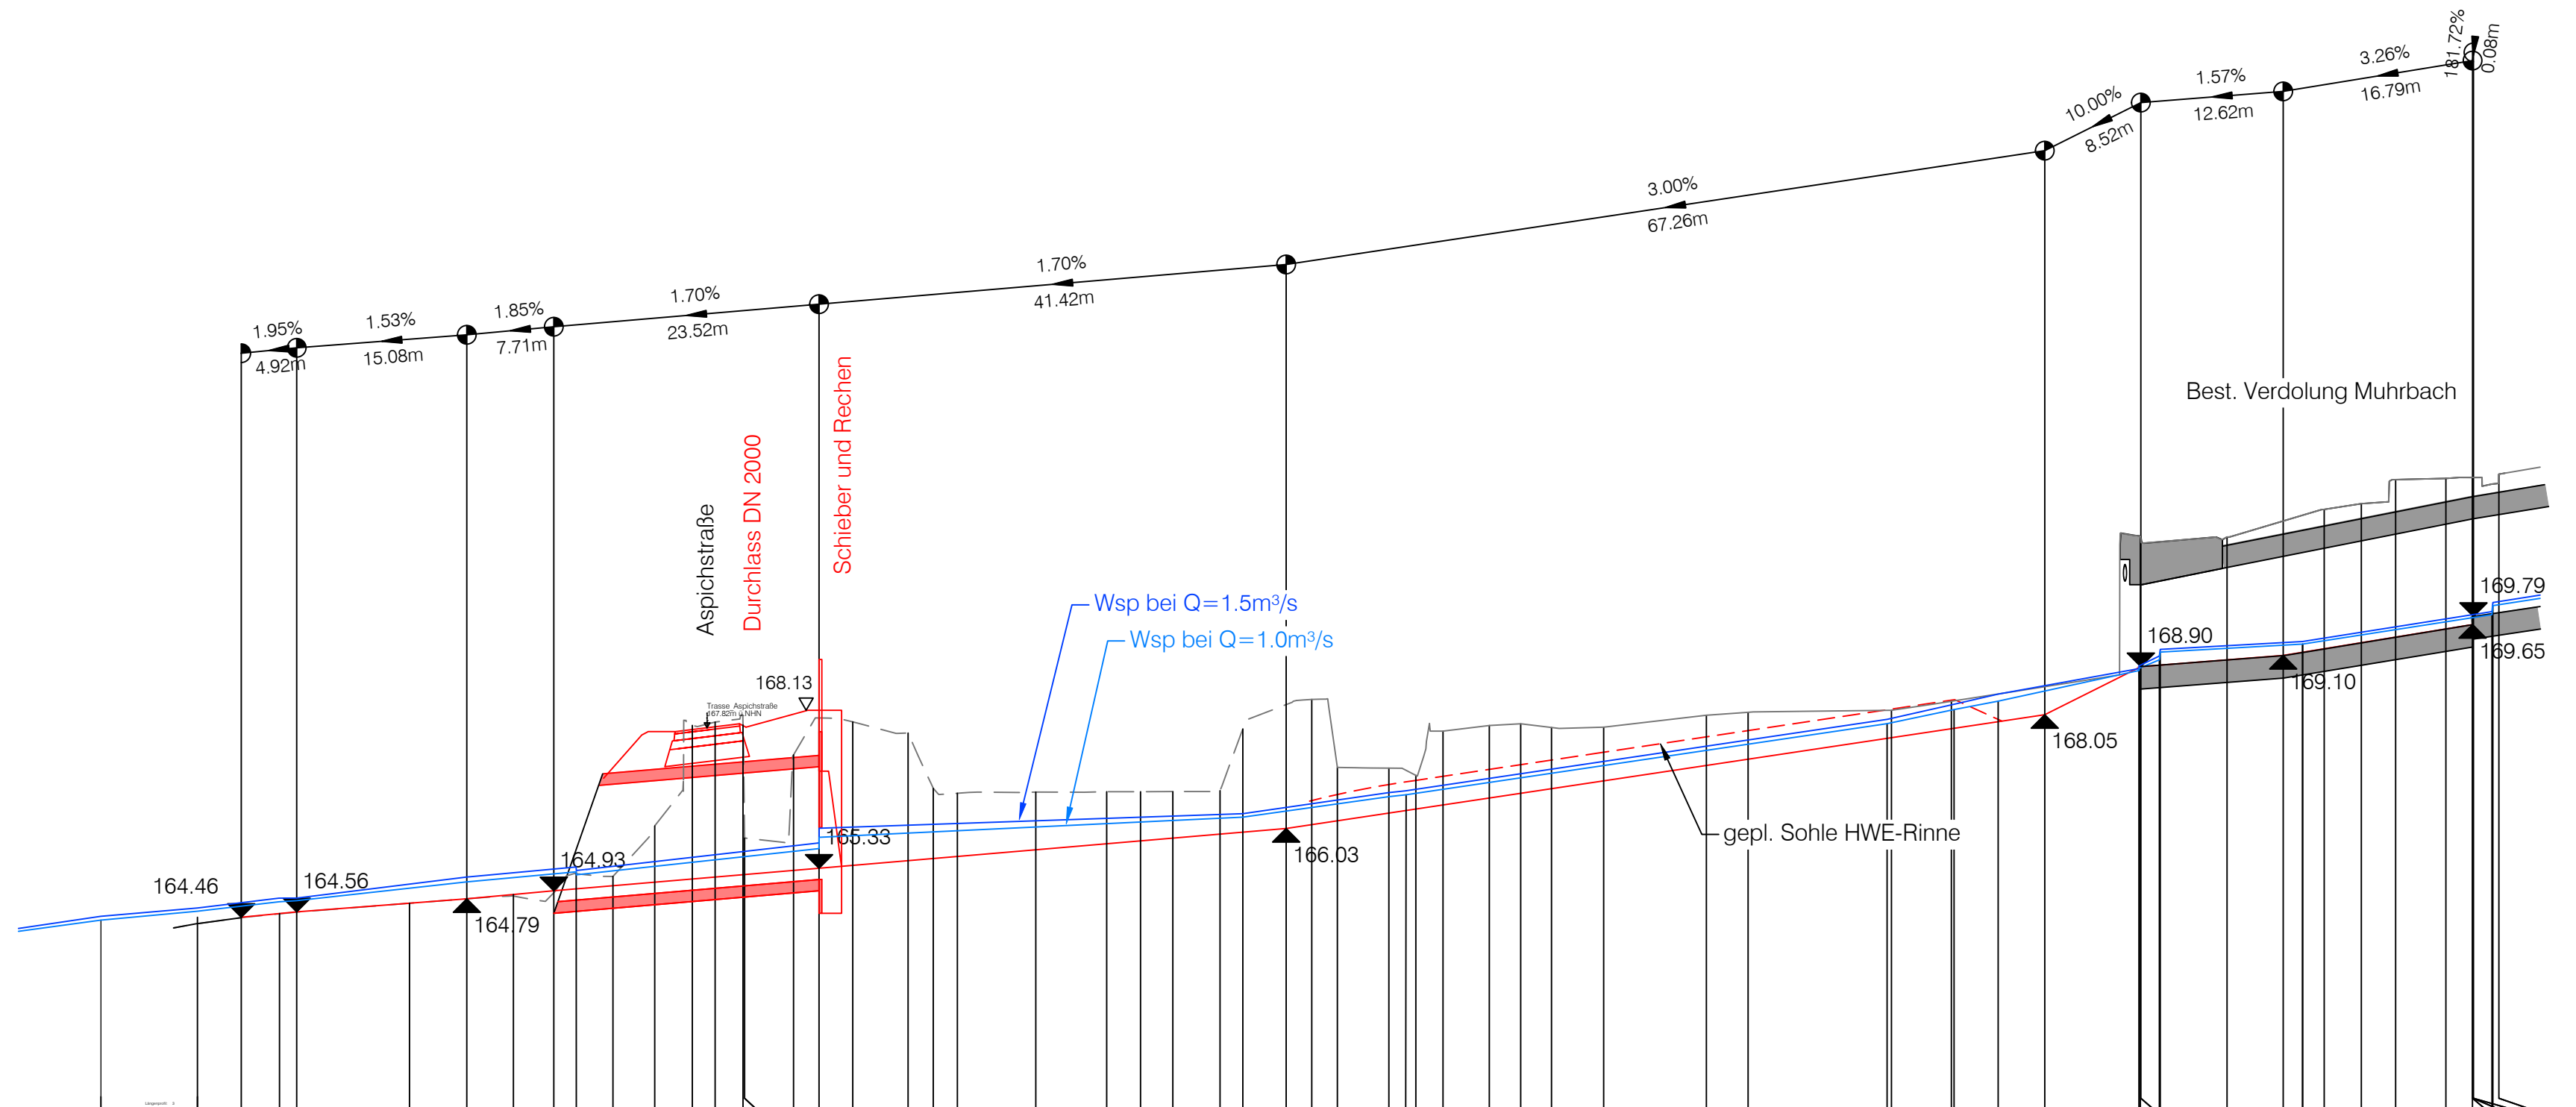 181.72%
0.08m
3.26%
16.79m
1.57%
12.62m
10.00%
8.52m
3.00%
67.26m
1.70%
41.42m
1.70%
23.52m
1.85%
7.71m
1.53%
15.08m
1.95%
4.92m
Best. Verdolung Muhrbach
Aspichstraße
Durchlass DN 2000
Schieber und Rechen
Wsp bei Q=1.5m³/s
Wsp bei Q=1.0m³/s
169.79
168.90
169.65
169.10
168.13
Trasse_Aspichstraße
167.82m ü.NHN
168.05
165.33
gepl. Sohle HWE-Rinne
166.03
164.93
164.46
164.56
164.79